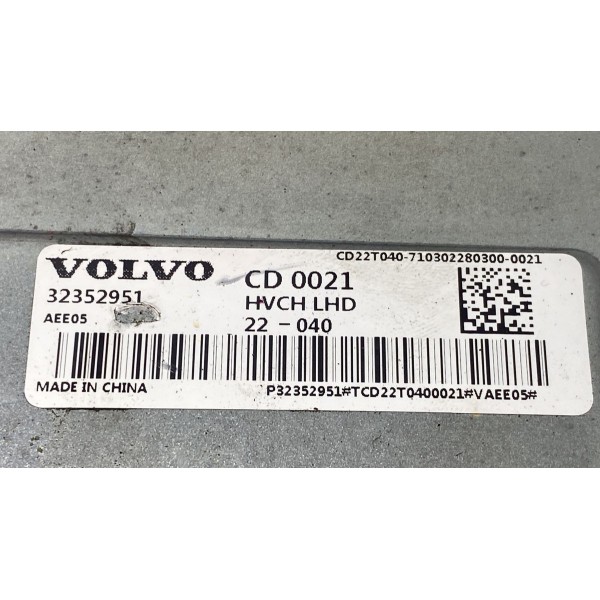 CD22T040-710302280300-0021
VOLVO
CD 0021
32352951
HVCH LHD
AEE05
22 - 040
MADE IN CHINA
P32352951#TCD22T0400021#VAEE05#